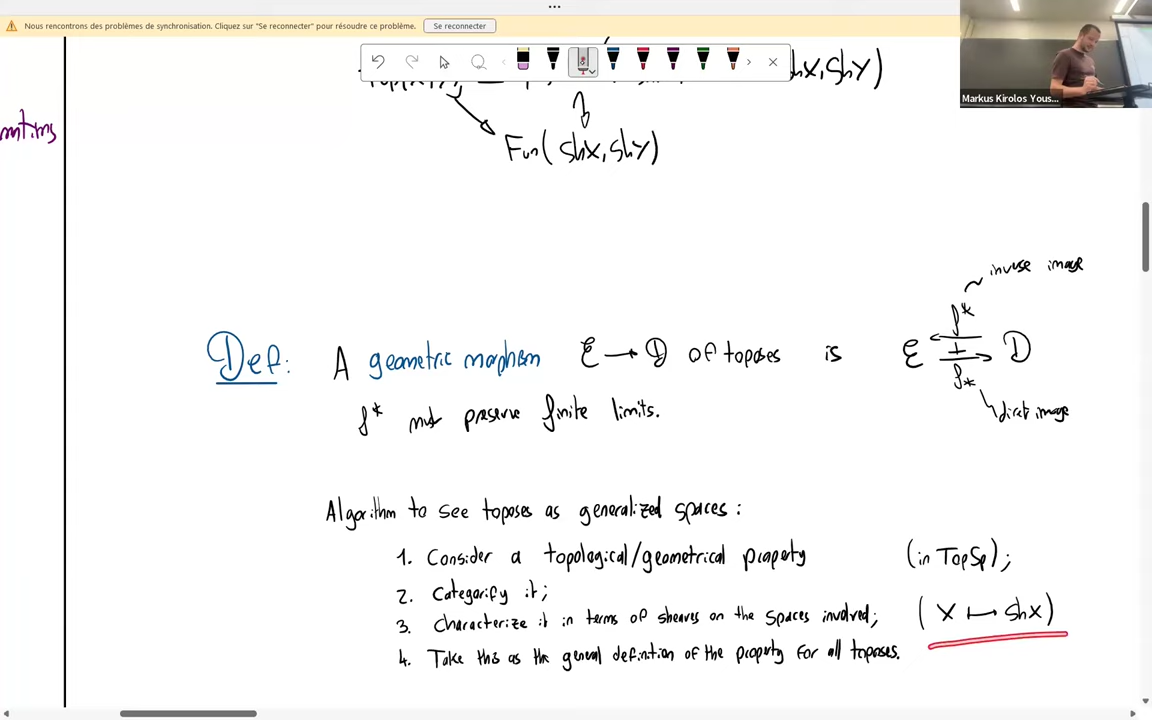 Nous rencontrons des problèmes de synchronisation. Cliquez sur "Se reconnecter" pour résoudre ce problème. Se reconnecter
Markus Kirolos Yous...
hX, ShY)
Fun( ShX, ShY)
inverse image
Def: A geometric morphism ℰ → 𝒟 of toposes is ℰ ⊥ 𝒟
f*
f*
direct image
f* must preserve finite limits.
Algorithm to see toposes as generalized spaces :
1. Consider a topological/geometrical property (in TopSp);
2. Categorify it;
3. Characterize it in terms of sheaves on the spaces involved; ( X ↦ ShX )
4. Take this as the general definition of the property for all toposes.